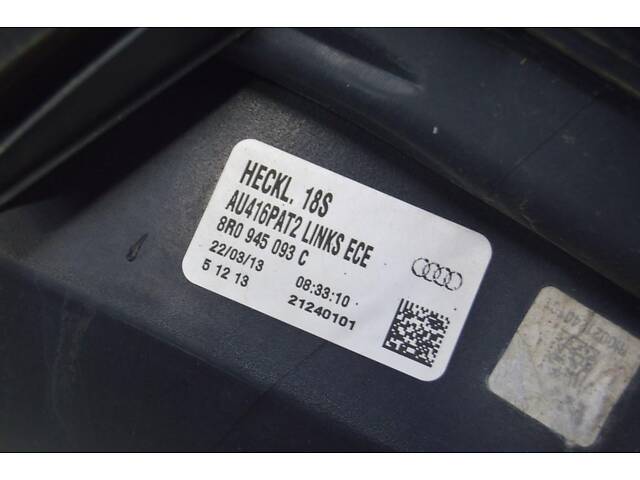 HECKL. 18S
AU416PAT2 LINKS ECE
8R0 945 093 C
22/03/13 08:33:10
5 12 13 21240101